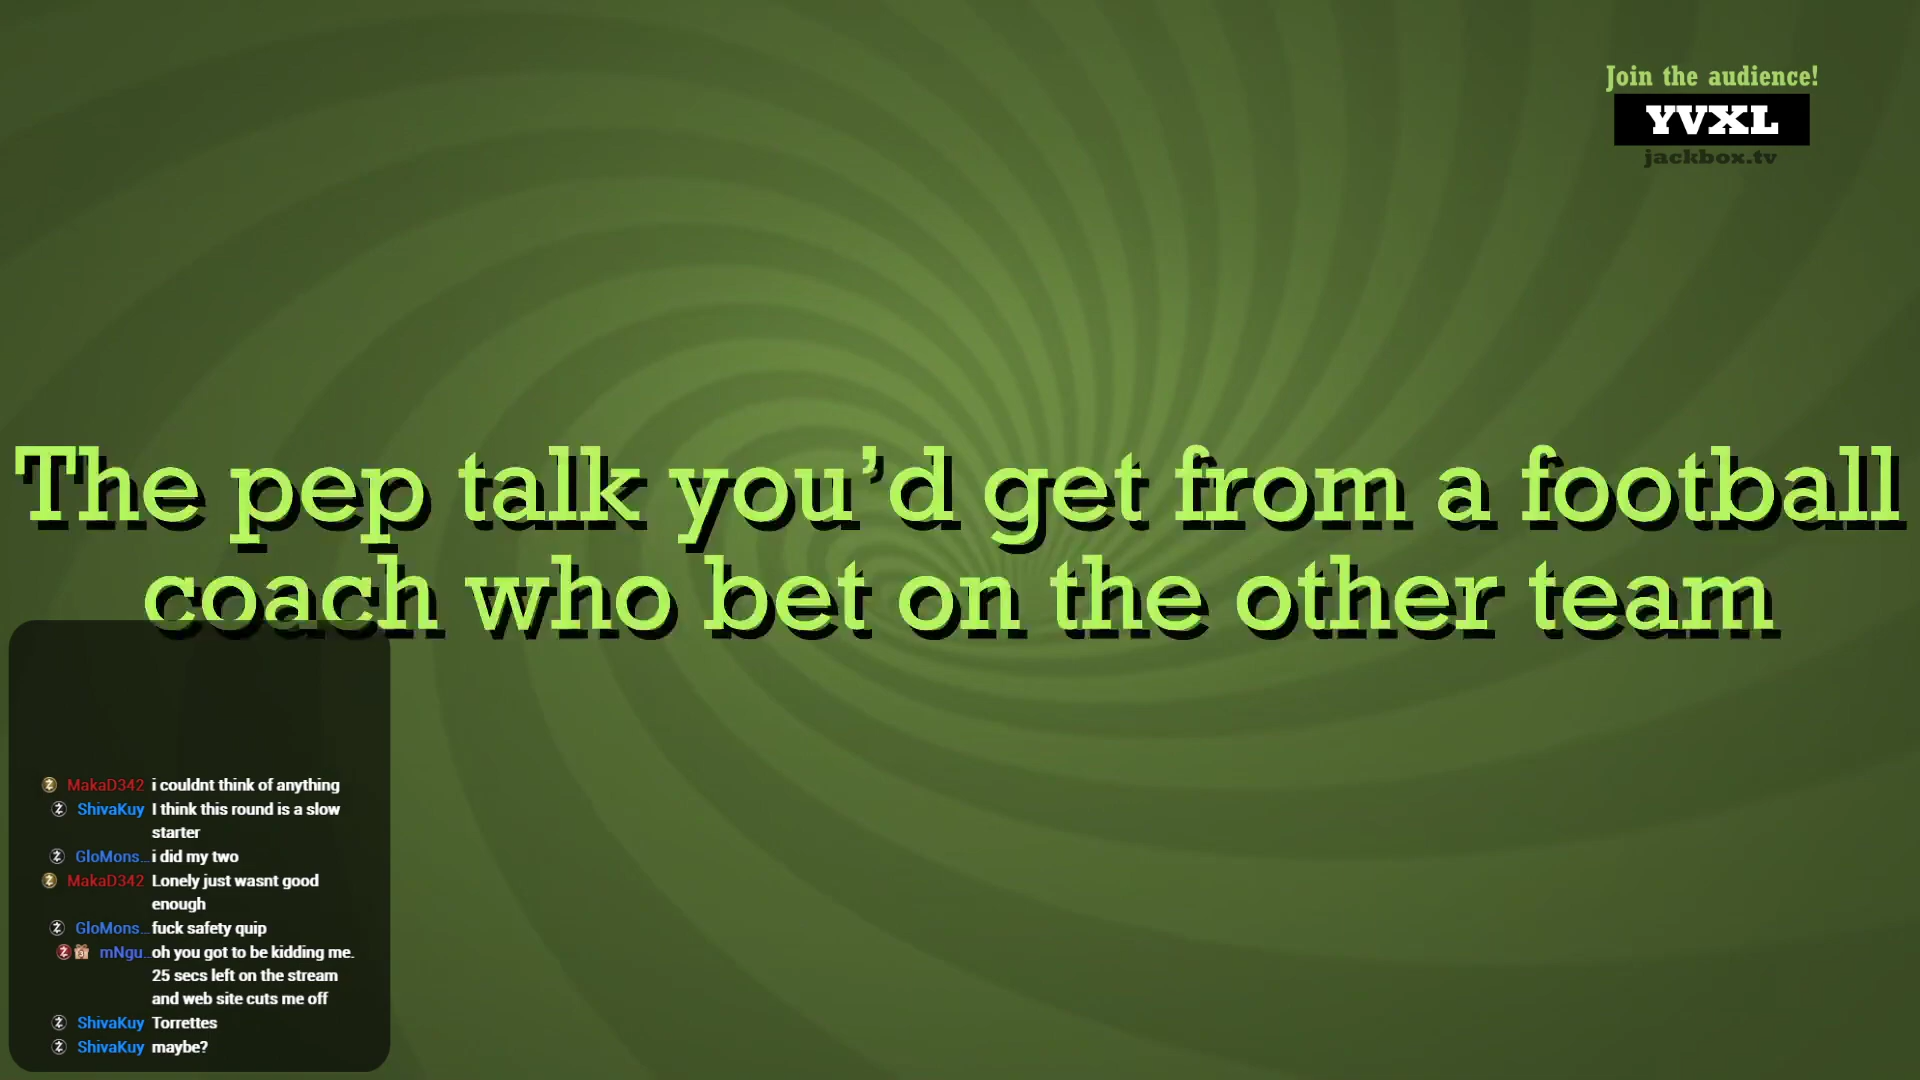 Join the audience!
YVXL
jackbox.tv
The pep talk you’d get from a football
coach who bet on the other team
MakaD342 i couldnt think of anything
ShivaKuy I think this round is a slow
starter
GloMons… i did my two
MakaD342 Lonely just wasnt good
enough
GloMons… fuck safety quip
mNgu… oh you got to be kidding me.
25 secs left on the stream
and web site cuts me off
ShivaKuy Torrettes
ShivaKuy maybe?